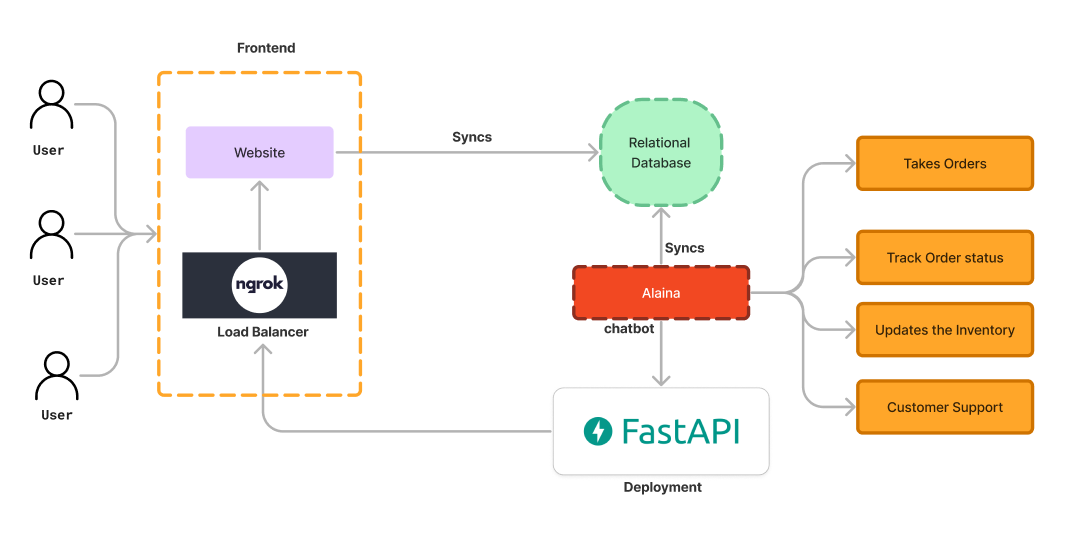 Frontend
User
Website
Syncs
Relational
Database
Takes Orders
User
ngrok
Load Balancer
Syncs
Alaina
chatbot
Track Order status
Updates the Inventory
Customer Support
User
FastAPI
Deployment